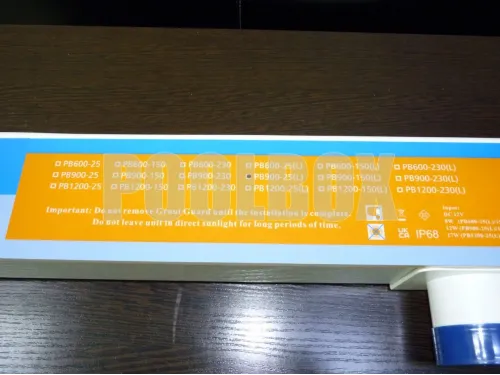 POOLBOX
PB600-25 PB600-150 PB600-230 PB600-25(L) PB600-150(L) PB600-230(L)
PB900-25 PB900-150 PB900-230 PB900-25(L) PB900-150(L) PB900-230(L)
PB1200-25 PB1200-150 PB1200-230 PB1200-25(L) PB1200-150(L) PB1200-230(L)
Important: Do not remove Grout Guard until the installation is complete.
Do not leave unit in direct sunlight for long periods of time.
UK CA IP68
Input:
DC 12V